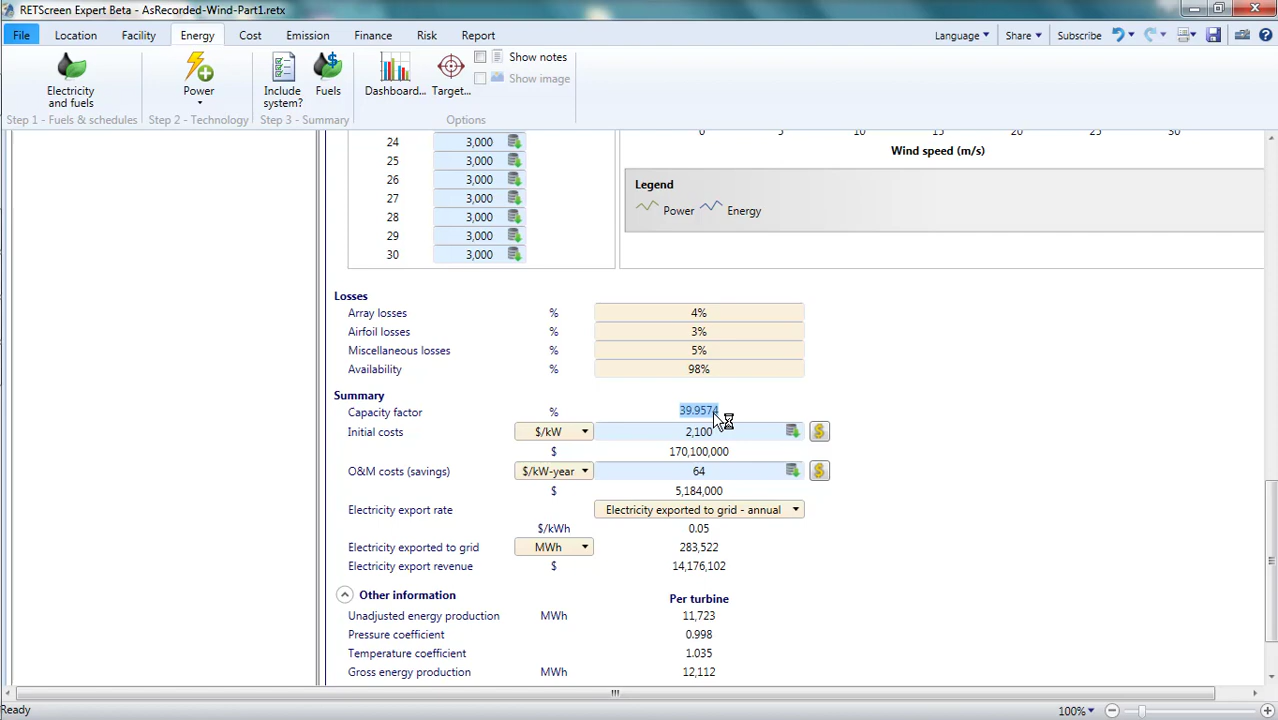 RETScreen Expert Beta - AsRecorded-Wind-Part1.retx
File Location Facility Energy Cost Emission Finance Risk Report Language Share Subscribe
Electricity and fuels
Step 1 - Fuels & schedules
Power
Step 2 - Technology
Include system?
Fuels
Step 3 - Summary
Dashboard...
Target...
Show notes
Show image
Options
24 3,000
25 3,000
26 3,000
27 3,000
28 3,000
29 3,000
30 3,000
0 5 10 15 20 25 30
Wind speed (m/s)
Legend
Power Energy
Losses
Array losses % 4%
Airfoil losses % 3%
Miscellaneous losses % 5%
Availability % 98%
Summary
Capacity factor % 39.9574
Initial costs $/kW 2,100
$ 170,100,000
O&M costs (savings) $/kW-year 64
$ 5,184,000
Electricity export rate Electricity exported to grid - annual
$/kWh 0.05
Electricity exported to grid MWh 283,522
Electricity export revenue $ 14,176,102
Other information Per turbine
Unadjusted energy production MWh 11,723
Pressure coefficient 0.998
Temperature coefficient 1.035
Gross energy production MWh 12,112
Ready 100%